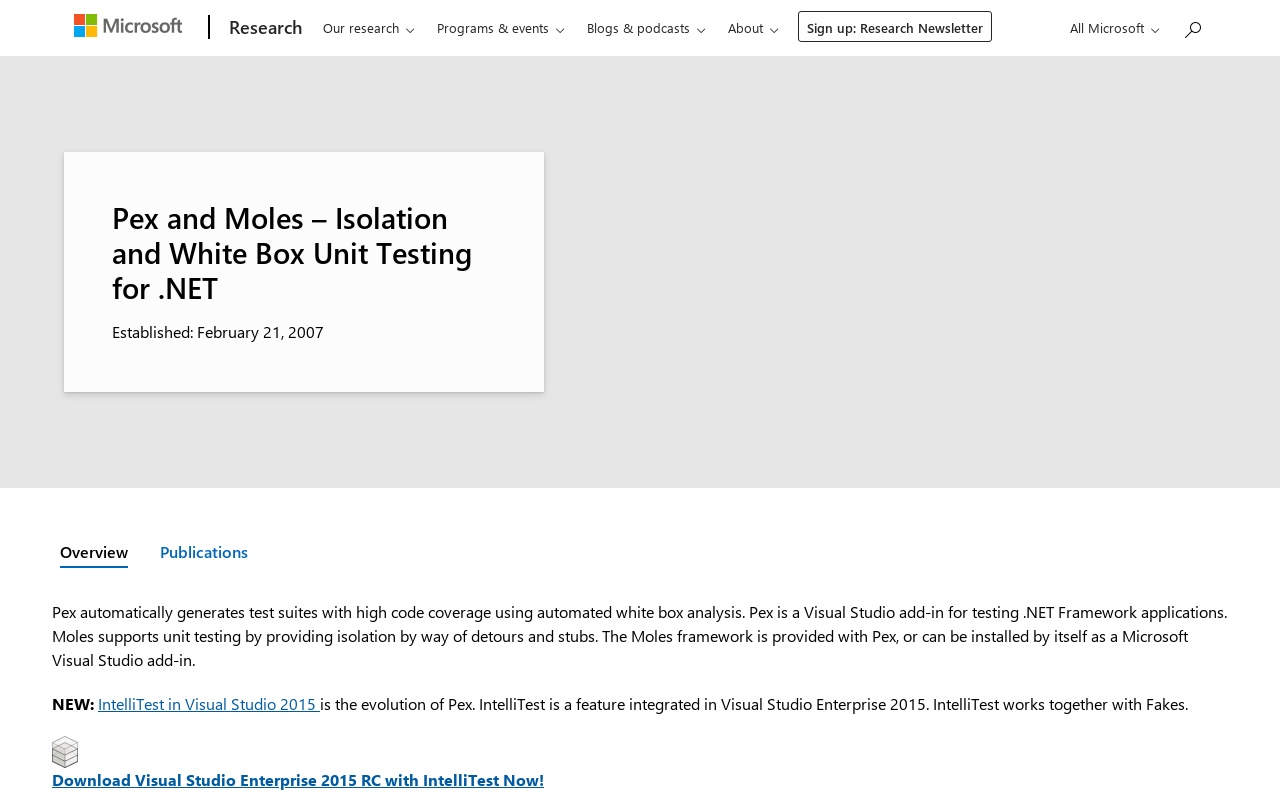 Microsoft
Research
Our research
Programs & events
Blogs & podcasts
About
Sign up: Research Newsletter
All Microsoft
Pex and Moles – Isolation
and White Box Unit Testing
for .NET
Established: February 21, 2007
Overview
Publications
Pex automatically generates test suites with high code coverage using automated white box analysis. Pex is a Visual Studio add-in for testing .NET Framework applications.
Moles supports unit testing by providing isolation by way of detours and stubs. The Moles framework is provided with Pex, or can be installed by itself as a Microsoft
Visual Studio add-in.
NEW: IntelliTest in Visual Studio 2015 is the evolution of Pex. IntelliTest is a feature integrated in Visual Studio Enterprise 2015. IntelliTest works together with Fakes.
Download Visual Studio Enterprise 2015 RC with IntelliTest Now!